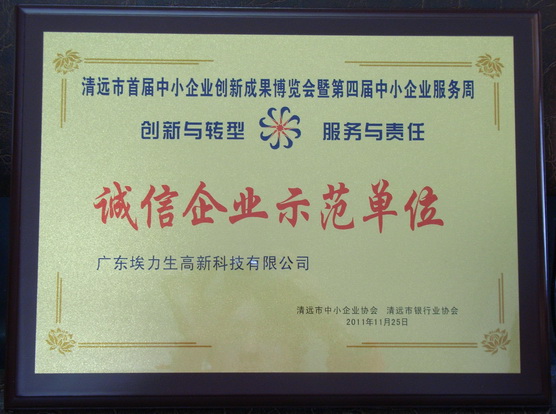 清远市首届中小企业创新成果博览会暨第四届中小企业服务周
创新与转型 服务与责任
诚信企业示范单位
广东埃力生高新科技有限公司
清远市中小企业协会 清远市银行业协会
2011年11月25日